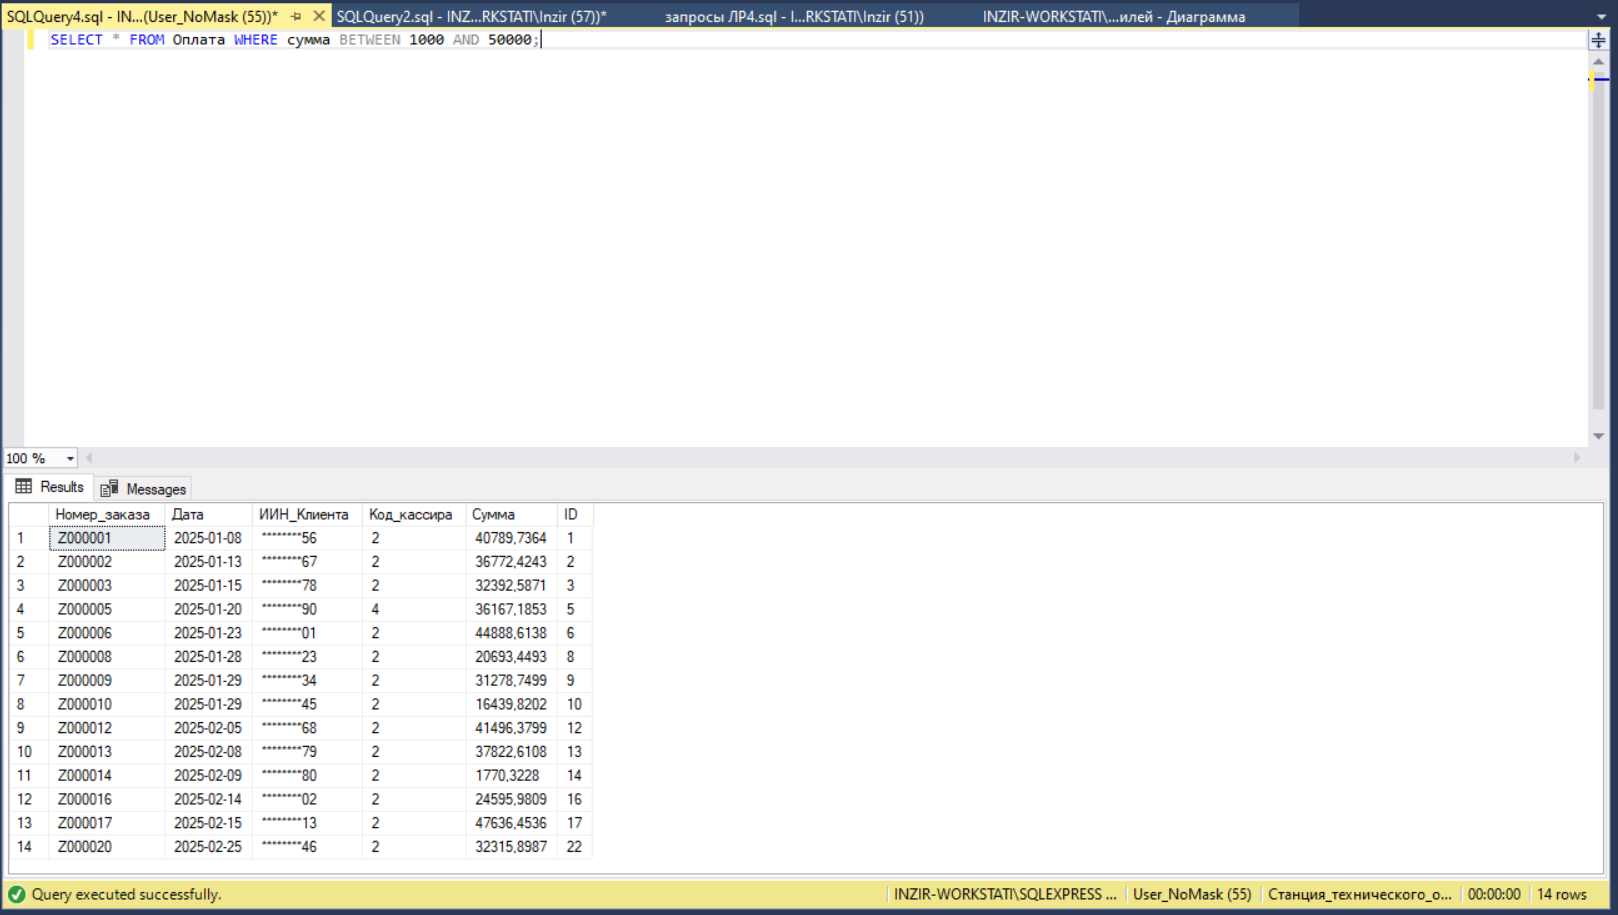 SQLQuery4.sql - IN...(User_NoMask (55))* SQLQuery2.sql - INZ...RKSTATI\Inzir (57))* запросы ЛР4.sql - I...RKSTATI\Inzir (51)) INZIR-WORKSTATI\...илей - Диаграмма
SELECT * FROM Оплата WHERE сумма BETWEEN 1000 AND 50000;
100 %
Results Messages
Номер_заказа Дата ИИН_Клиента Код_кассира Сумма ID
1 Z000001 2025-01-08 ********56 2 40789,7364 1
2 Z000002 2025-01-13 ********67 2 36772,4243 2
3 Z000003 2025-01-15 ********78 2 32392,5871 3
4 Z000005 2025-01-20 ********90 4 36167,1853 5
5 Z000006 2025-01-23 ********01 2 44888,6138 6
6 Z000008 2025-01-28 ********23 2 20693,4493 8
7 Z000009 2025-01-29 ********34 2 31278,7499 9
8 Z000010 2025-01-29 ********45 2 16439,8202 10
9 Z000012 2025-02-05 ********68 2 41496,3799 12
10 Z000013 2025-02-08 ********79 2 37822,6108 13
11 Z000014 2025-02-09 ********80 2 1770,3228 14
12 Z000016 2025-02-14 ********02 2 24595,9809 16
13 Z000017 2025-02-15 ********13 2 47636,4536 17
14 Z000020 2025-02-25 ********46 2 32315,8987 22
Query executed successfully. INZIR-WORKSTATI\SQLEXPRESS ... User_NoMask (55) Станция_технического_о... 00:00:00 14 rows